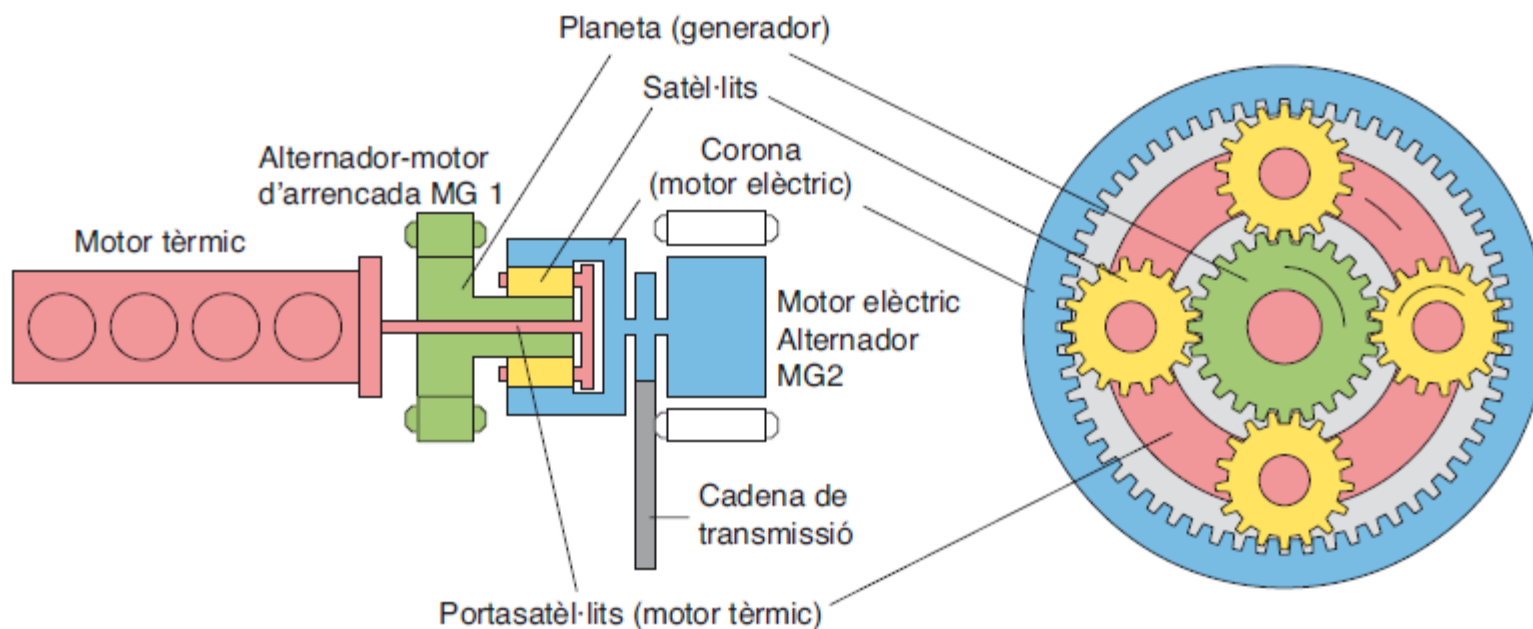 Planeta (generador)
Satèl·lits
Alternador-motor
d'arrencada MG 1
Corona
(motor elèctric)
Motor tèrmic
Motor elèctric
Alternador
MG2
Cadena de
transmissió
Portasatèl·lits (motor tèrmic)